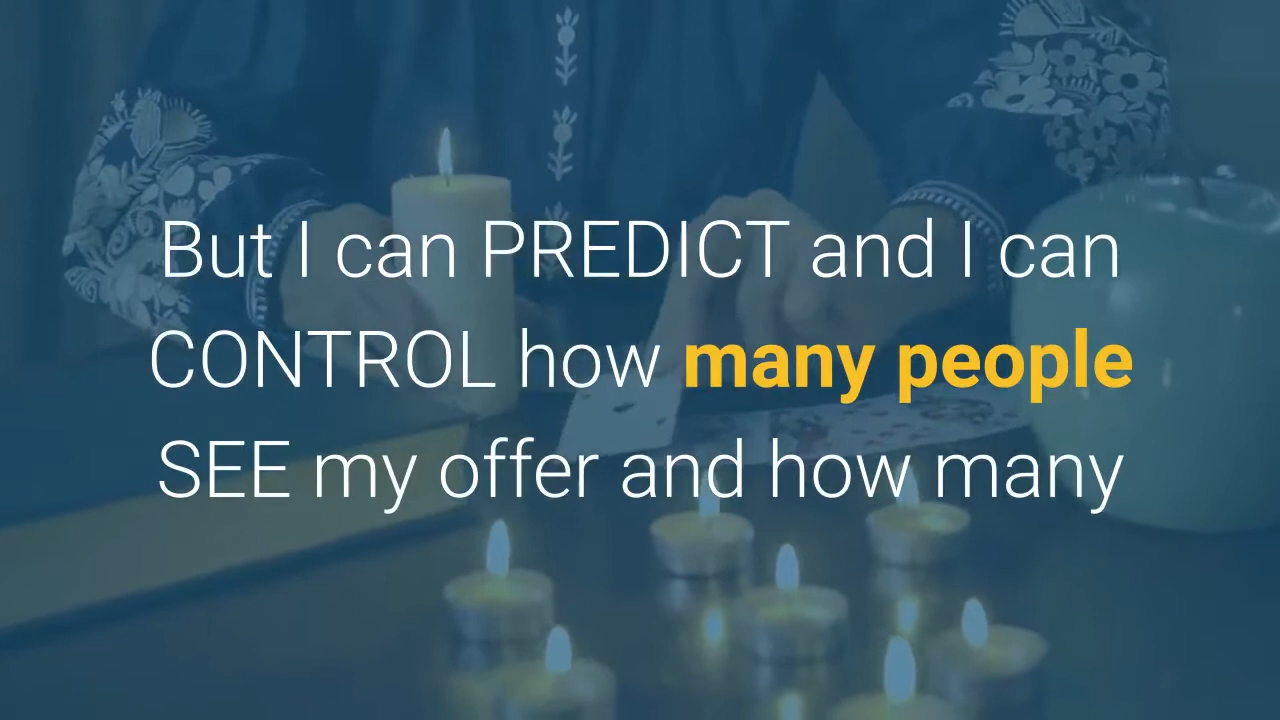 But I can PREDICT and I can
CONTROL how many people
SEE my offer and how many